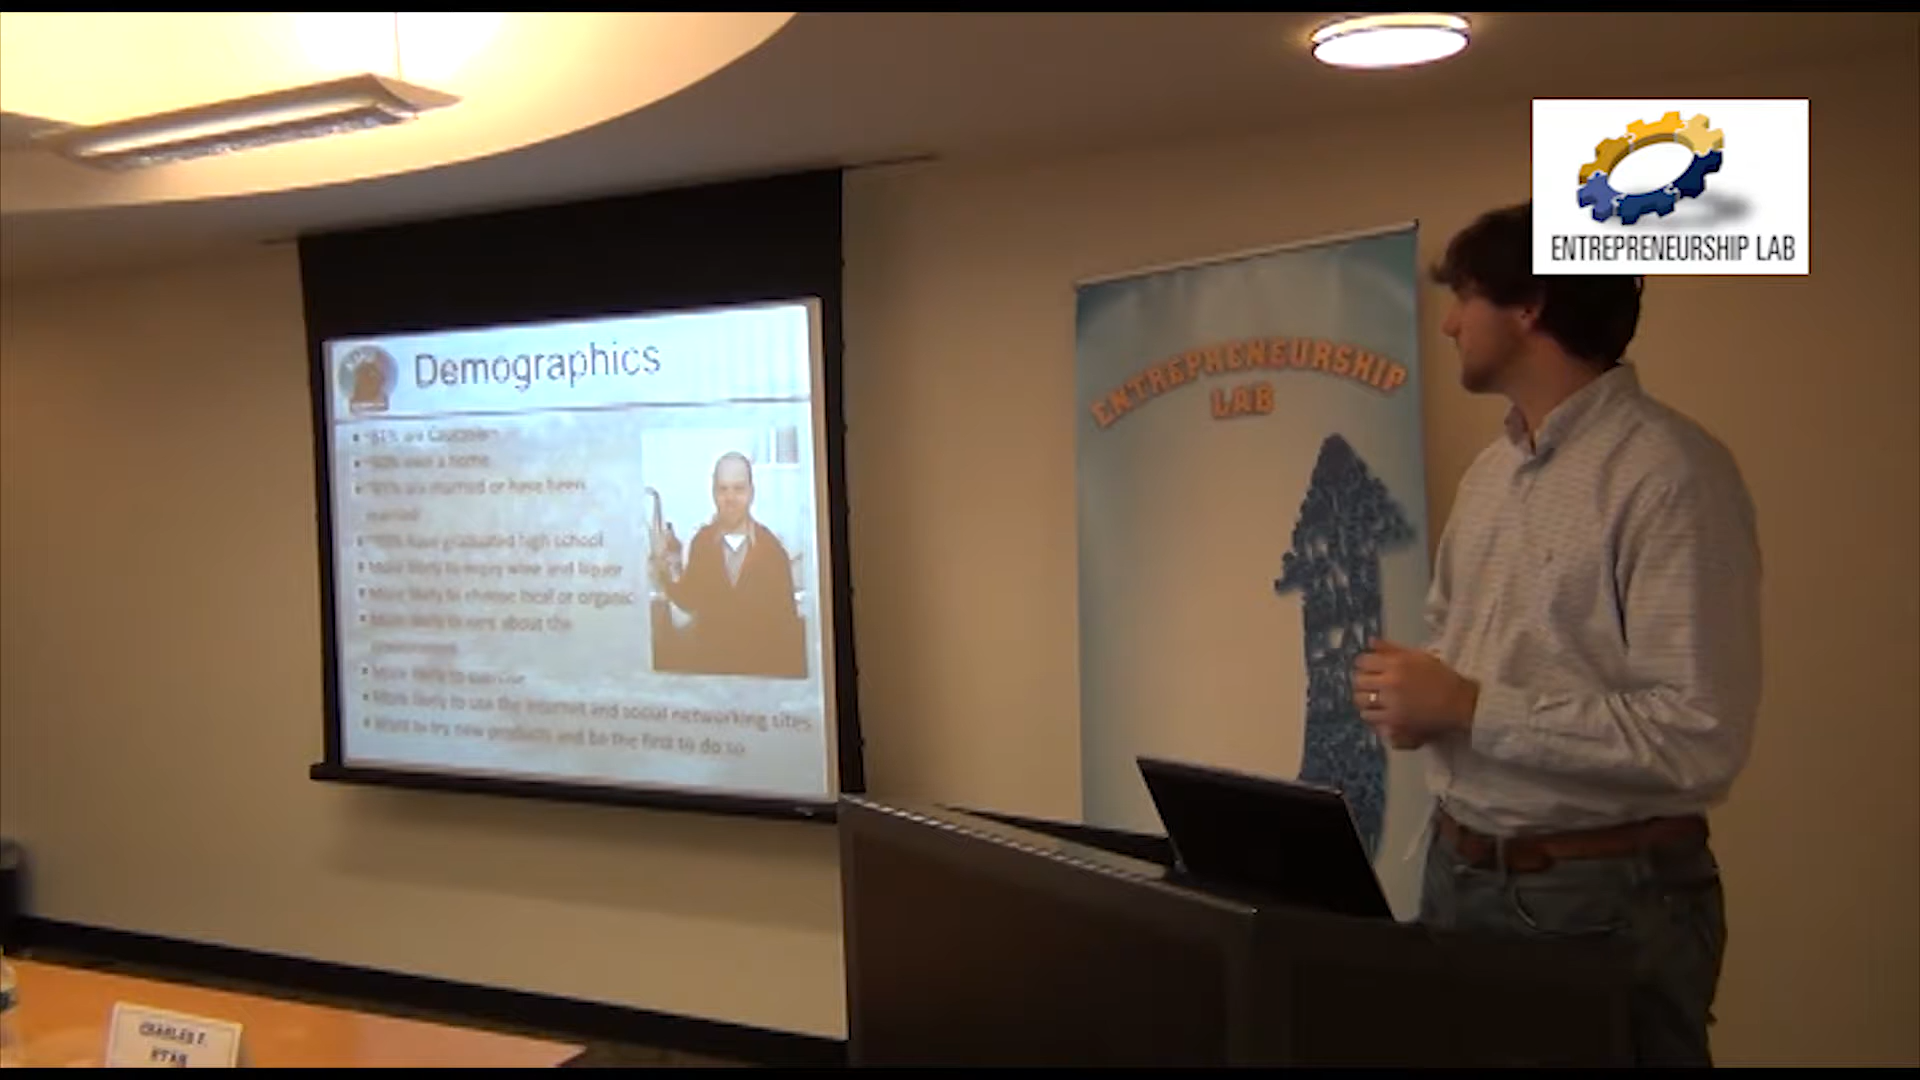 ENTREPRENEURSHIP LAB
Demographics
are Caucasian
own a home
are married or have been
married
have graduated high school
More likely to enjoy wine and liquor
More likely to choose local or organic
More likely to care about the
environment
More likely to exercise
More likely to use the internet and social networking sites
Want to try new products and be the first to do so
ENTREPRENEURSHIP
LAB
CHARLES F.
RYAN